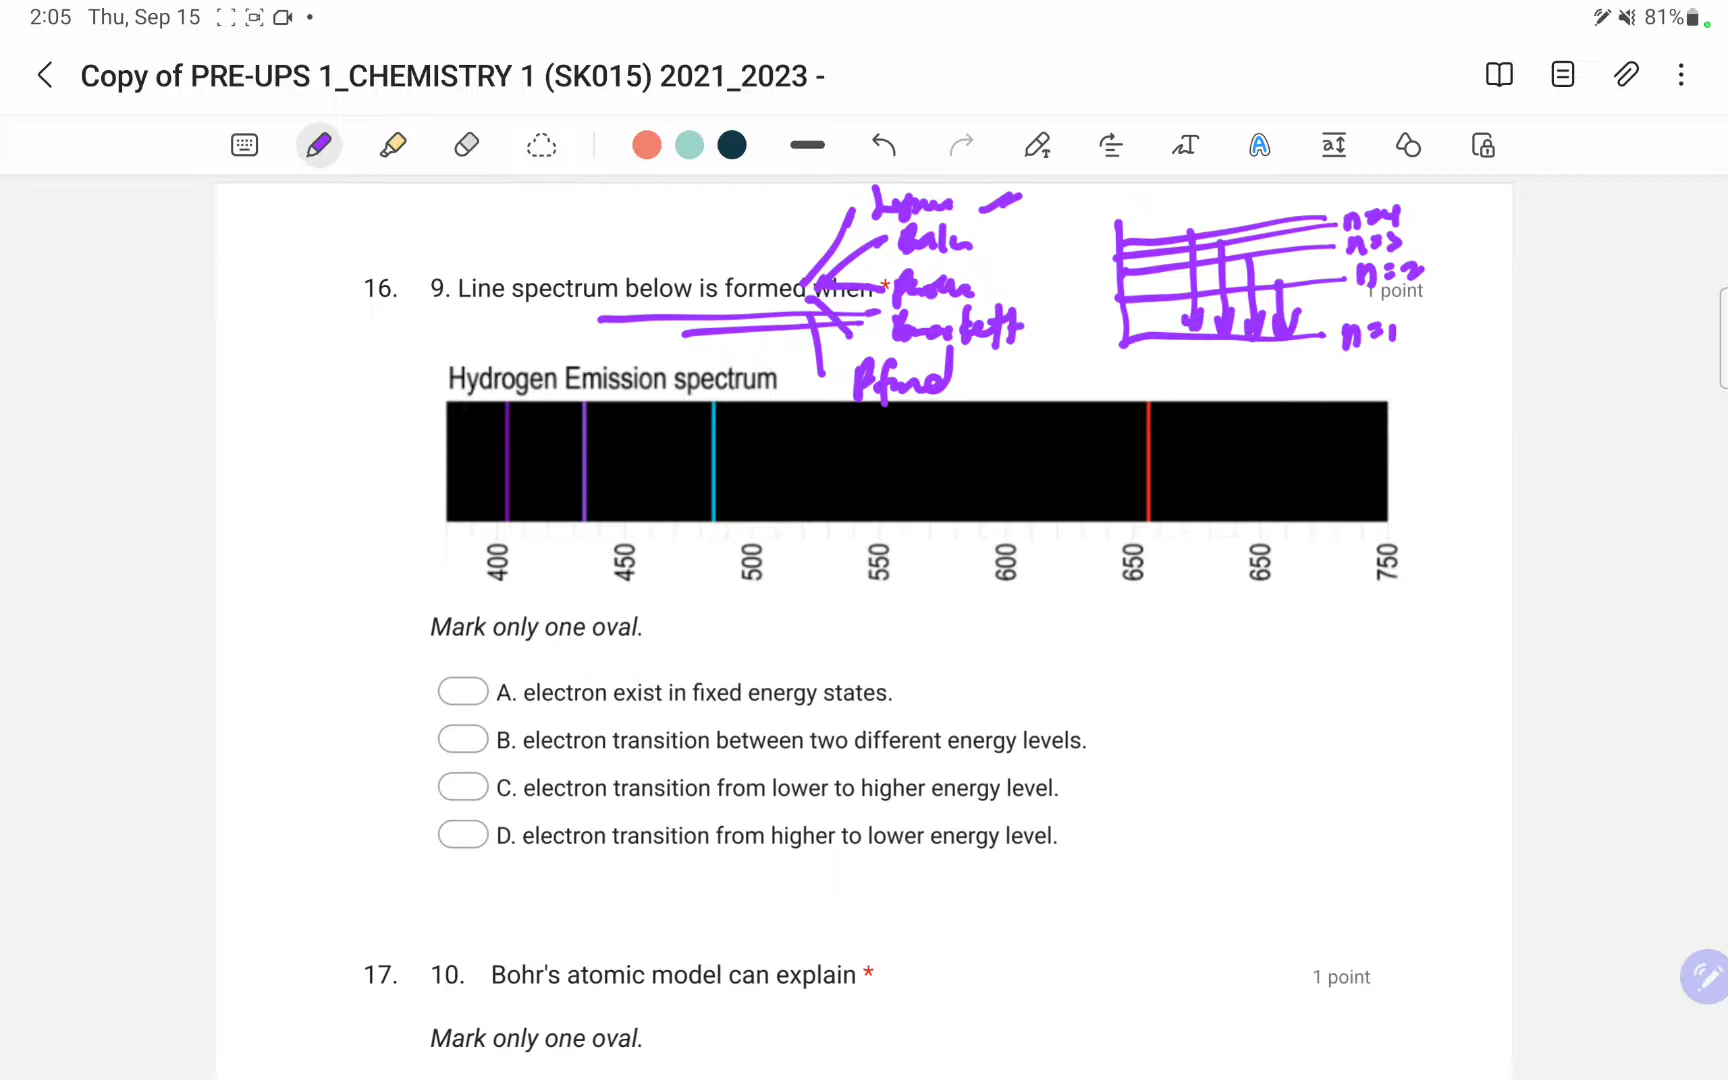 2:05 Thu, Sep 15
81%
Copy of PRE-UPS 1_CHEMISTRY 1 (SK015) 2021_2023 -
16. 9. Line spectrum below is formed when *
1 point
n=4
n=3
n=2
n=1
Hydrogen Emission spectrum
Pfund
400 450 500 550 600 650 650 750
Mark only one oval.
A. electron exist in fixed energy states.
B. electron transition between two different energy levels.
C. electron transition from lower to higher energy level.
D. electron transition from higher to lower energy level.
17. 10. Bohr's atomic model can explain *
1 point
Mark only one oval.